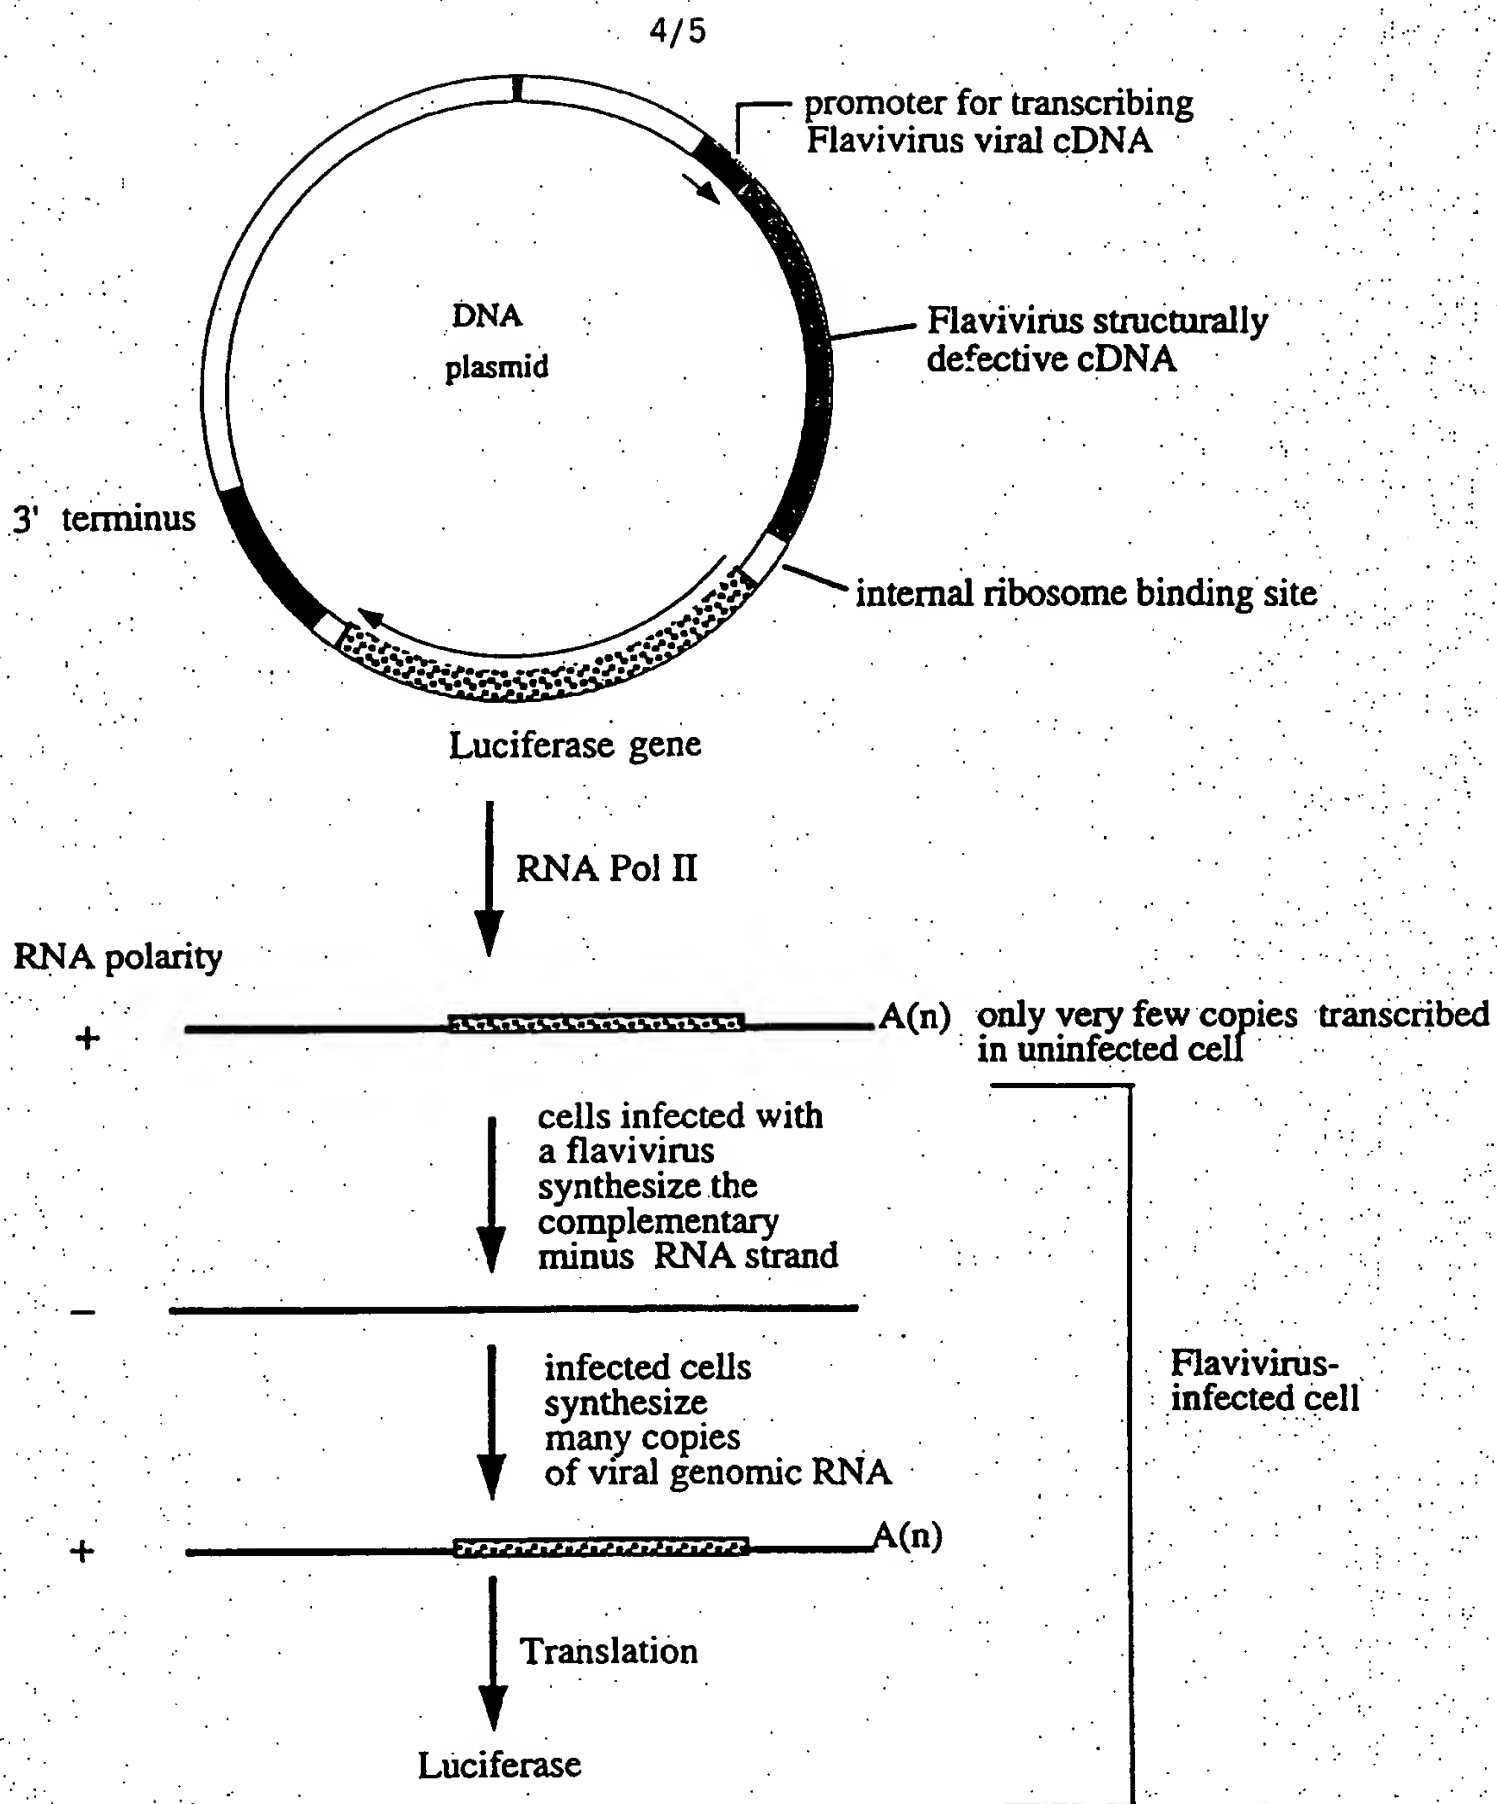 4/5
promoter for transcribing
Flavivirus viral cDNA
DNA
plasmid
Flavivirus structurally
defective cDNA
3' terminus
internal ribosome binding site
Luciferase gene
RNA Pol II
RNA polarity
+
A(n) only very few copies transcribed
in uninfected cell
cells infected with
a flavivirus
synthesize the
complementary
minus RNA strand
−
infected cells
synthesize
many copies
of viral genomic RNA
Flavivirus-
infected cell
+
A(n)
Translation
Luciferase